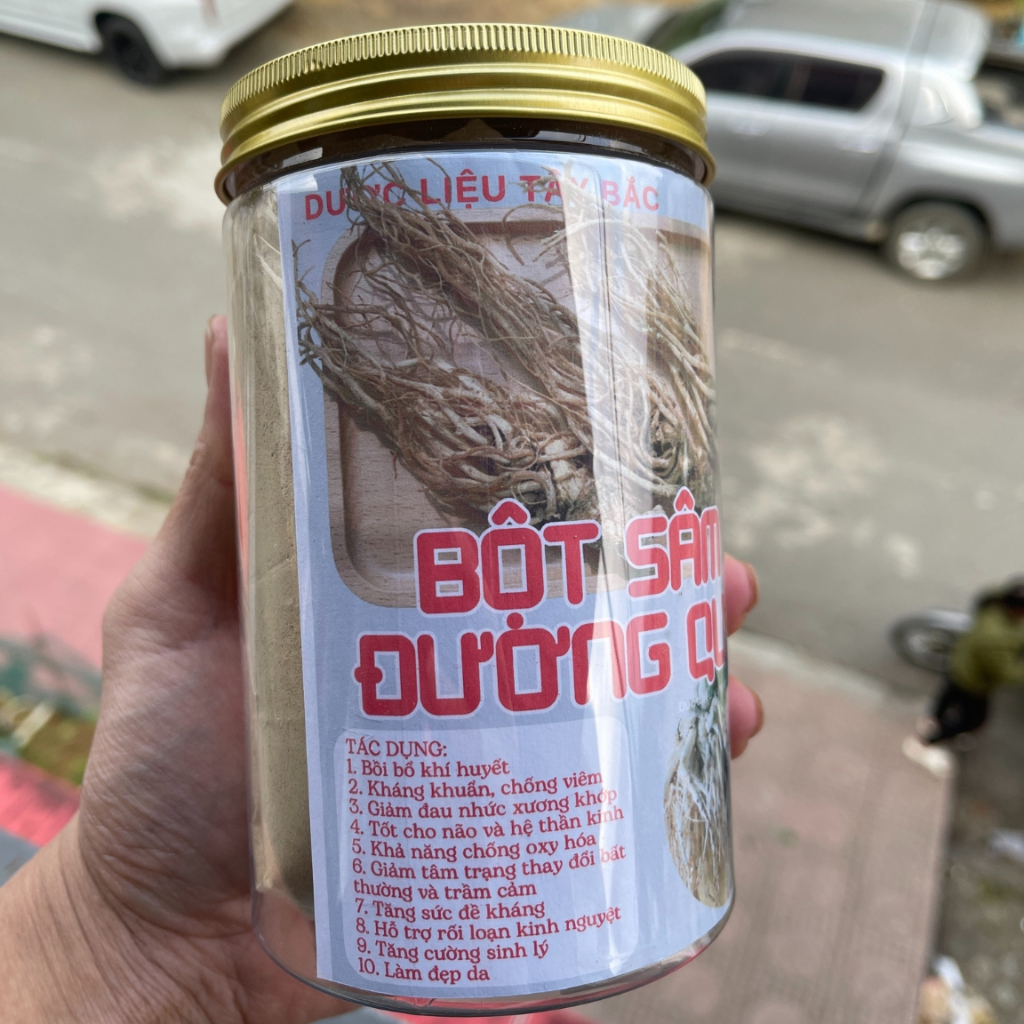 DƯỢC LIỆU TÂY BẮC
BỘT SÂM
ĐƯƠNG QU
TÁC DỤNG:
1. Bồi bổ khí huyết
2. Kháng khuẩn, chống viêm
3. Giảm đau nhức xương khớp
4. Tốt cho não và hệ thần kinh
5. Khả năng chống oxy hóa
6. Giảm tâm trạng thay đổi bất
thường và trầm cảm
7. Tăng sức đề kháng
8. Hỗ trợ rối loạn kinh nguyệt
9. Tăng cường sinh lý
10. Làm đẹp da